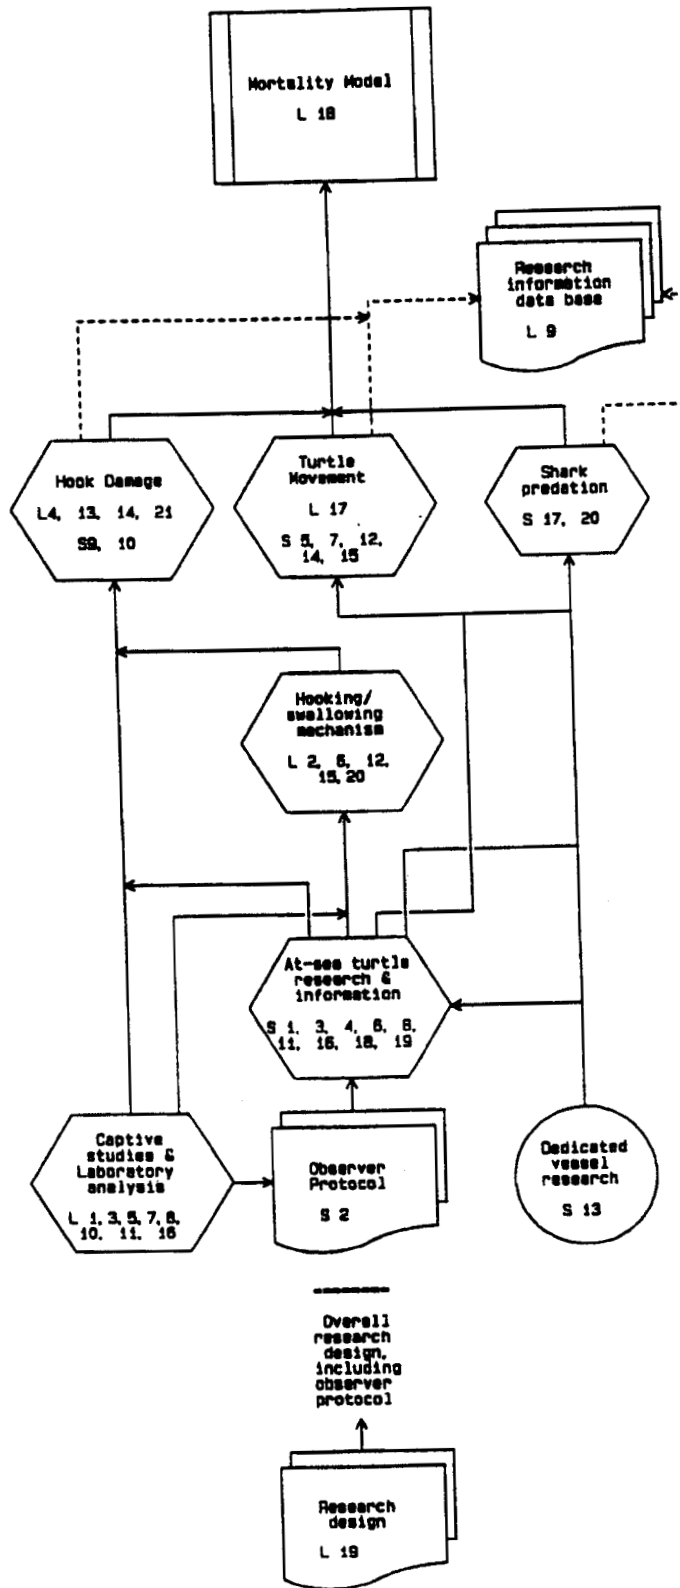 Mortality Model
L 18
Research
information
data base
L 9
Hook Damage
L4, 13, 14, 21
S9, 10
Turtle
Movement
L 17
S 5, 7, 12,
14, 15
Shark
predation
S 17, 20
Hooking/
swallowing
mechanism
L 2, 6, 12,
15, 20
At-sea turtle
research &
information
S 1, 3, 4, 6, 8,
11, 16, 18, 19
Captive
studies &
Laboratory
analysis
L 1, 3, 5, 7, 8,
10, 11, 16
Observer
Protocol
S 2
Dedicated
vessel
research
S 13
Overall
research
design,
including
observer
protocol
Research
design
L 19